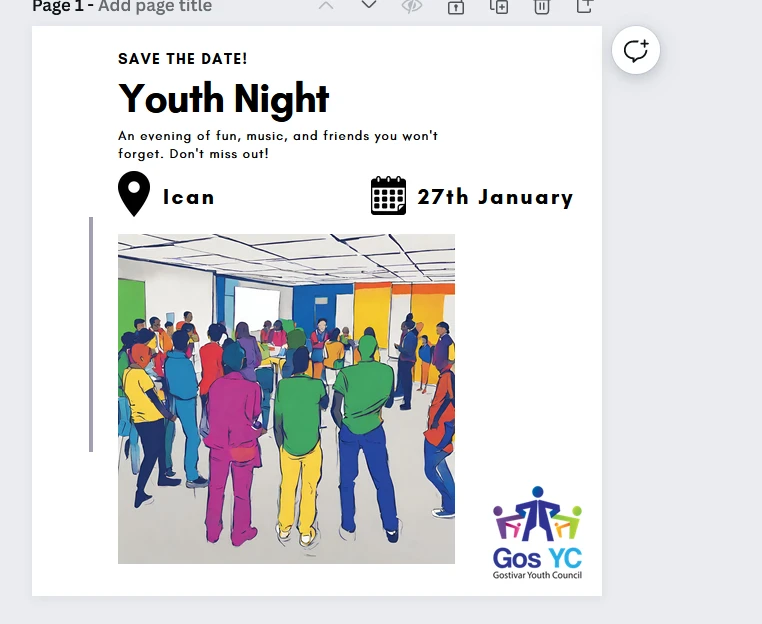 Page 1 - Add page title
SAVE THE DATE!
Youth Night
An evening of fun, music, and friends you won't
forget. Don't miss out!
Ican
27th January
Gos YC
Gostivar Youth Council